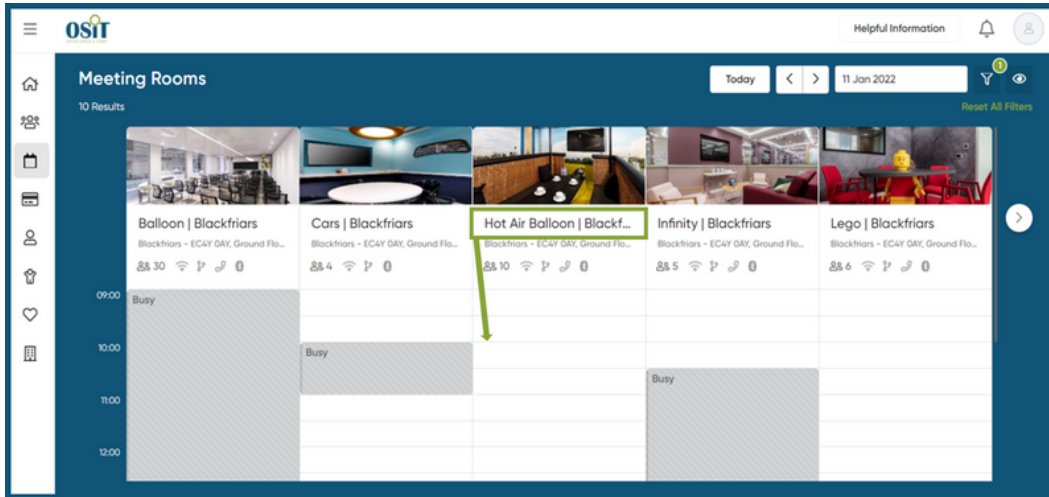 OSiT
Helpful Information
Meeting Rooms
Today
11 Jan 2022
1
10 Results
Reset All Filters
Balloon | Blackfriars
Cars | Blackfriars
Hot Air Balloon | Blackf...
Infinity | Blackfriars
Lego | Blackfriars
Blackfriars - EC4Y 0AY, Ground Flo...
Blackfriars - EC4Y 0AY, Ground Flo...
Blackfriars - EC4Y 0AY, Ground Flo...
Blackfriars - EC4Y 0AY, Ground Flo...
Blackfriars - EC4Y 0AY, Ground Flo...
30
4
10
5
6
09:00
Busy
10:00
Busy
Busy
11:00
12:00